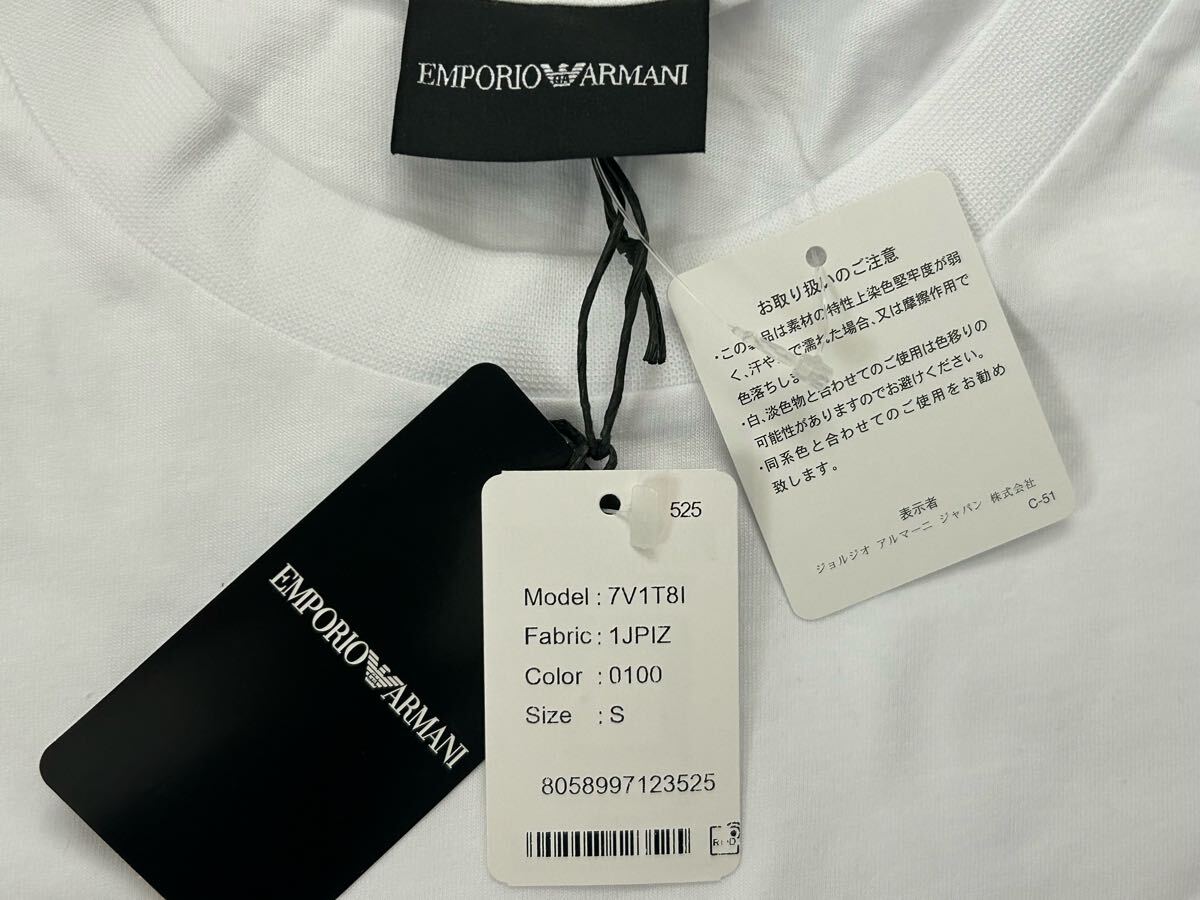 EMPORIO ARMANI
お取り扱いのご注意
・この 品は素材の特性上染色堅牢度が弱
く、汗や で濡れた場合、又は摩擦作用で
色落ちしま
・白、淡色物と合わせてのご使用は色移りの
可能性がありますのでお避けください。
・同系色と合わせてのご使用をお勧め
致します。
表示者
ジョルジオ アルマーニ ジャパン 株式会社
C-51
EMPORIO ARMANI
525
Model : 7V1T8I
Fabric : 1JPIZ
Color : 0100
Size : S
8058997123525